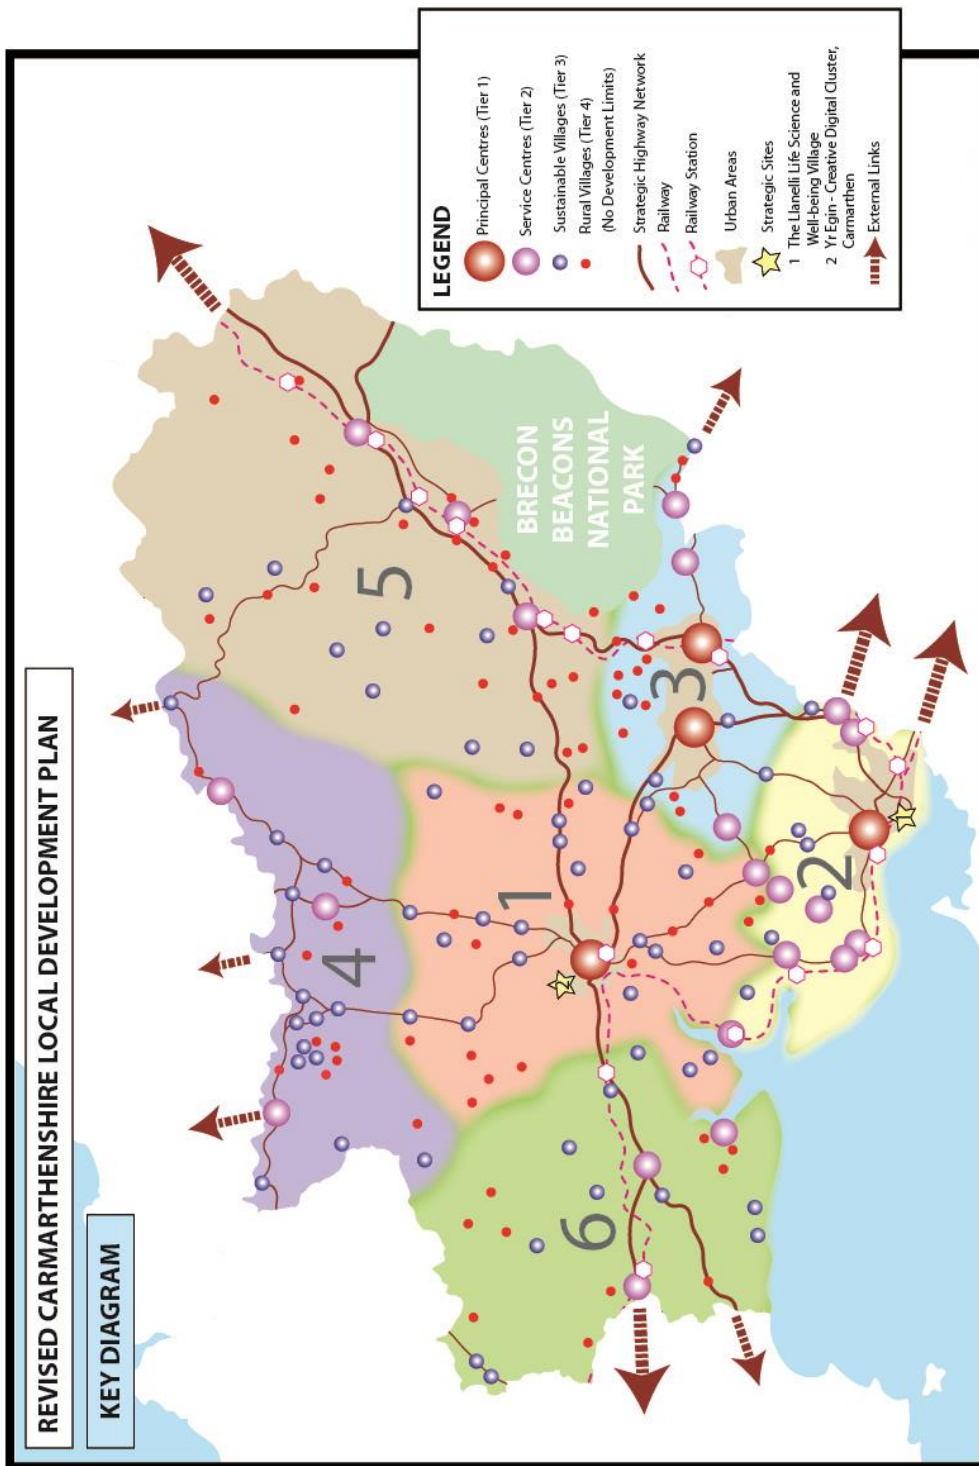 REVISED CARMARTHENSHIRE LOCAL DEVELOPMENT PLAN
KEY DIAGRAM
4
5
1
6
2
3
BRECON
BEACONS
NATIONAL
PARK
2
1
LEGEND
Principal Centres (Tier 1)
Service Centres (Tier 2)
Sustainable Villages (Tier 3)
Rural Villages (Tier 4)
(No Development Limits)
Strategic Highway Network
Railway
Railway Station
Urban Areas
Strategic Sites
1 The Llanelli Life Science and
Well-being Village
2 Yr Egin - Creative Digital Cluster,
Carmarthen
External Links